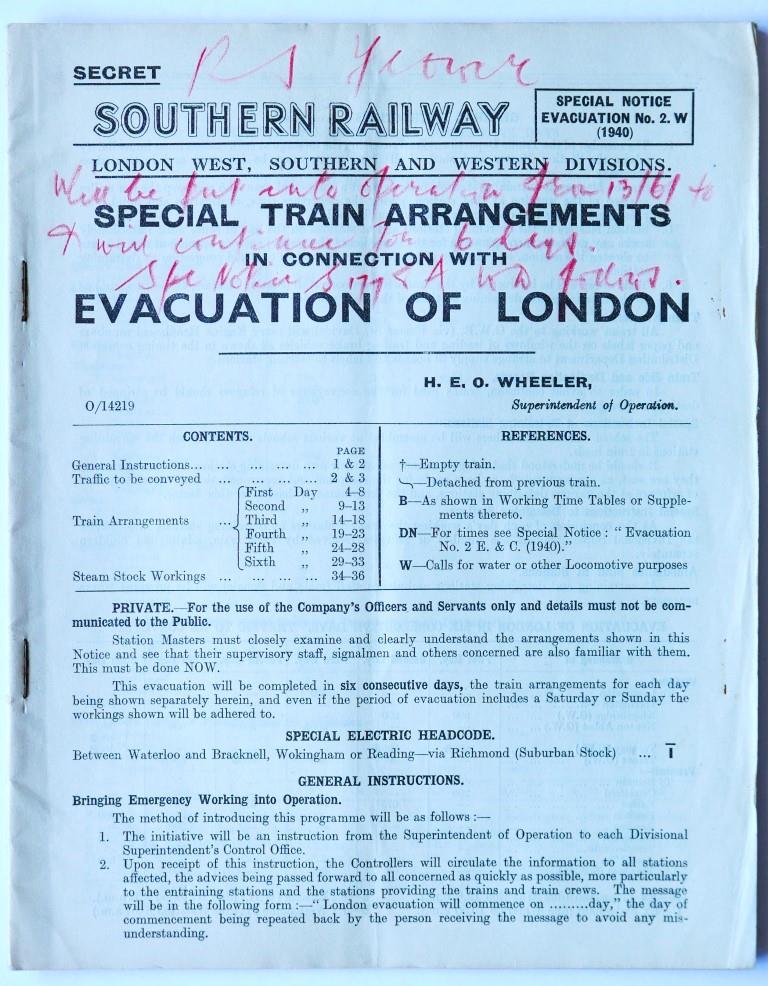 SECRET
R S
SOUTHERN RAILWAY
SPECIAL NOTICE
EVACUATION No. 2. W
(1940)
LONDON WEST, SOUTHERN AND WESTERN DIVISIONS.
Will be put into operation from 13/6/40
SPECIAL TRAIN ARRANGEMENTS
& will continue for 6 days.
IN CONNECTION WITH
Spe Notice S 1778 A follows.
EVACUATION OF LONDON
H. E. O. WHEELER,
O/14219
Superintendent of Operation.
CONTENTS.
PAGE
General Instructions... ... ... ... ... 1 & 2
Traffic to be conveyed ... ... ... ... 2 & 3
Train Arrangements ...
First Day 4–8
Second „ 9–13
Third „ 14–18
Fourth „ 19–23
Fifth „ 24–28
Sixth „ 29–33
Steam Stock Workings ... ... ... ... 34–36
REFERENCES.
†—Empty train.
—Detached from previous train.
B—As shown in Working Time Tables or Supple-
ments thereto.
DN—For times see Special Notice : “ Evacuation
No. 2 E. & C. (1940).”
W—Calls for water or other Locomotive purposes
PRIVATE.—For the use of the Company's Officers and Servants only and details must not be com-
municated to the Public.
Station Masters must closely examine and clearly understand the arrangements shown in this
Notice and see that their supervisory staff, signalmen and others concerned are also familiar with them.
This must be done NOW.
This evacuation will be completed in six consecutive days, the train arrangements for each day
being shown separately herein, and even if the period of evacuation includes a Saturday or Sunday the
workings shown will be adhered to.
SPECIAL ELECTRIC HEADCODE.
Between Waterloo and Bracknell, Wokingham or Reading—via Richmond (Suburban Stock) ... Ī
GENERAL INSTRUCTIONS.
Bringing Emergency Working into Operation.
The method of introducing this programme will be as follows :—
1. The initiative will be an instruction from the Superintendent of Operation to each Divisional
Superintendent's Control Office.
2. Upon receipt of this instruction, the Controllers will circulate the information to all stations
affected, the advices being passed forward to all concerned as quickly as possible, more particularly
to the entraining stations and the stations providing the trains and train crews. The message
will be in the following form :—“ London evacuation will commence on .........day,” the day of
commencement being repeated back by the person receiving the message to avoid any mis-
understanding.